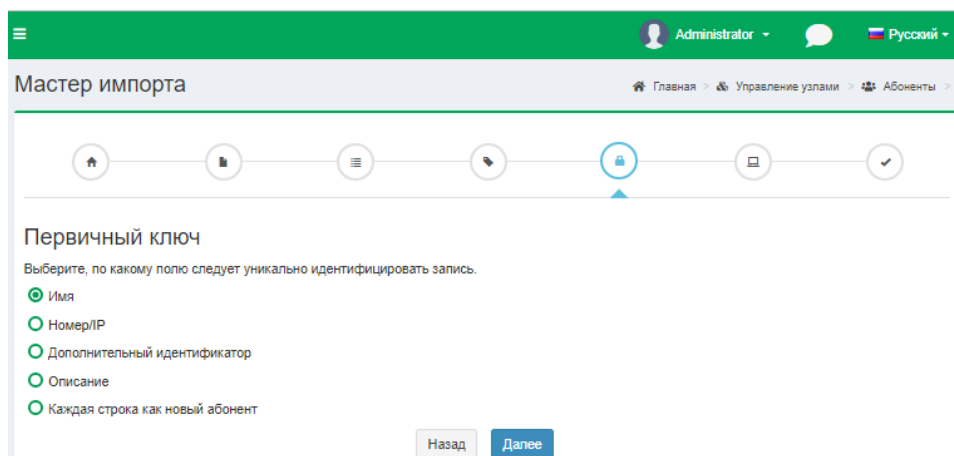 Administrator
Русский
Мастер импорта
Главная > Управление узлами > Абоненты >
Первичный ключ
Выберите, по какому полю следует уникально идентифицировать запись.
Имя
Номер/IP
Дополнительный идентификатор
Описание
Каждая строка как новый абонент
Назад Далее